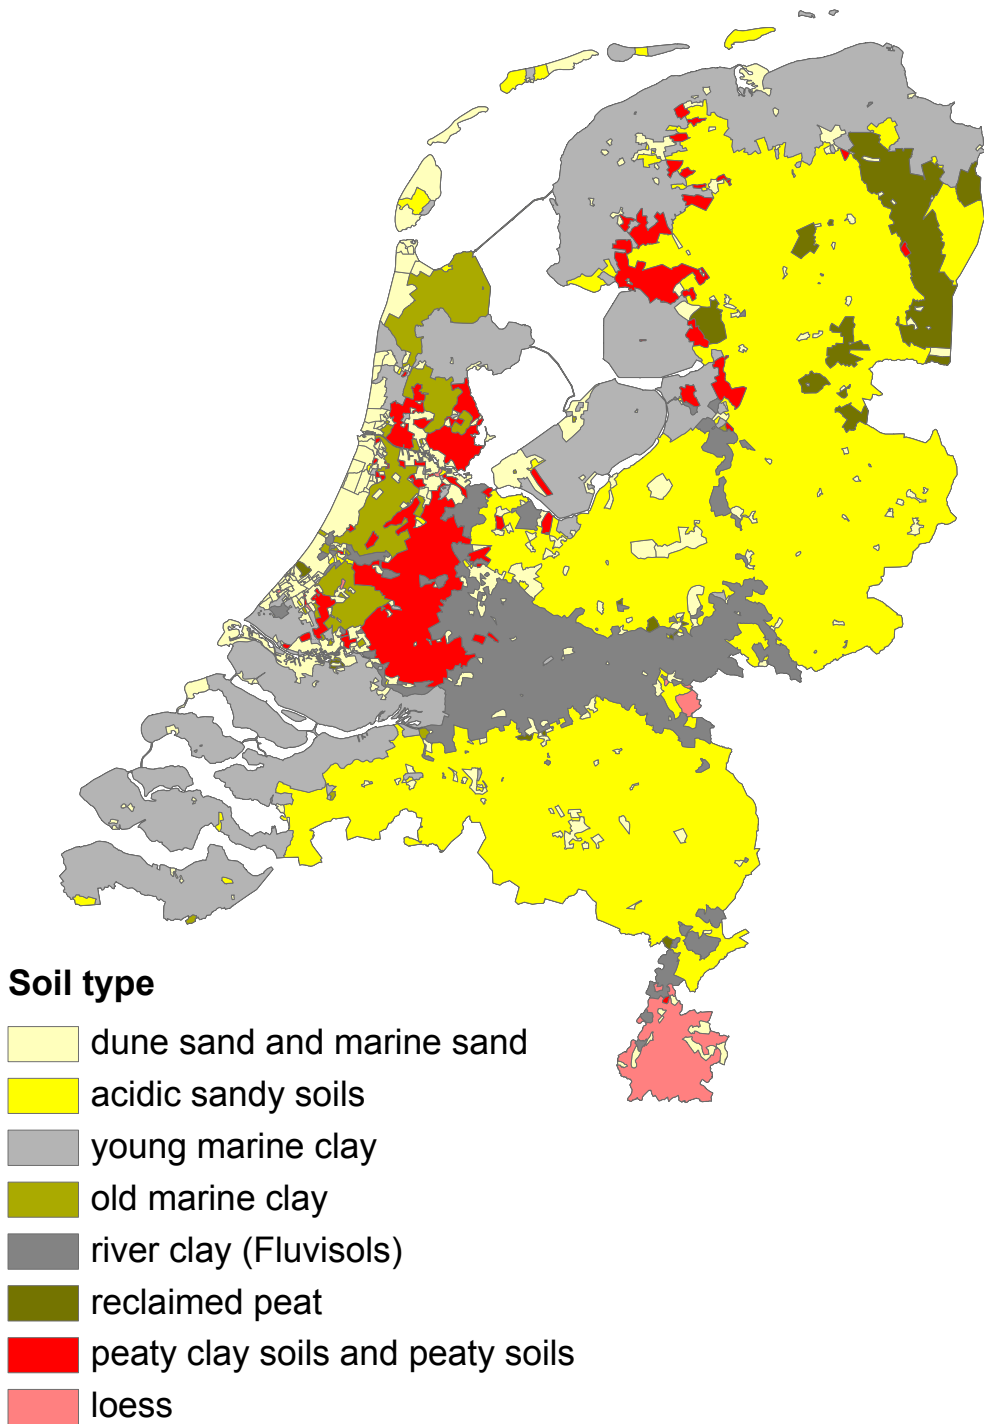 Soil type
dune sand and marine sand
acidic sandy soils
young marine clay
old marine clay
river clay (Fluvisols)
reclaimed peat
peaty clay soils and peaty soils
loess